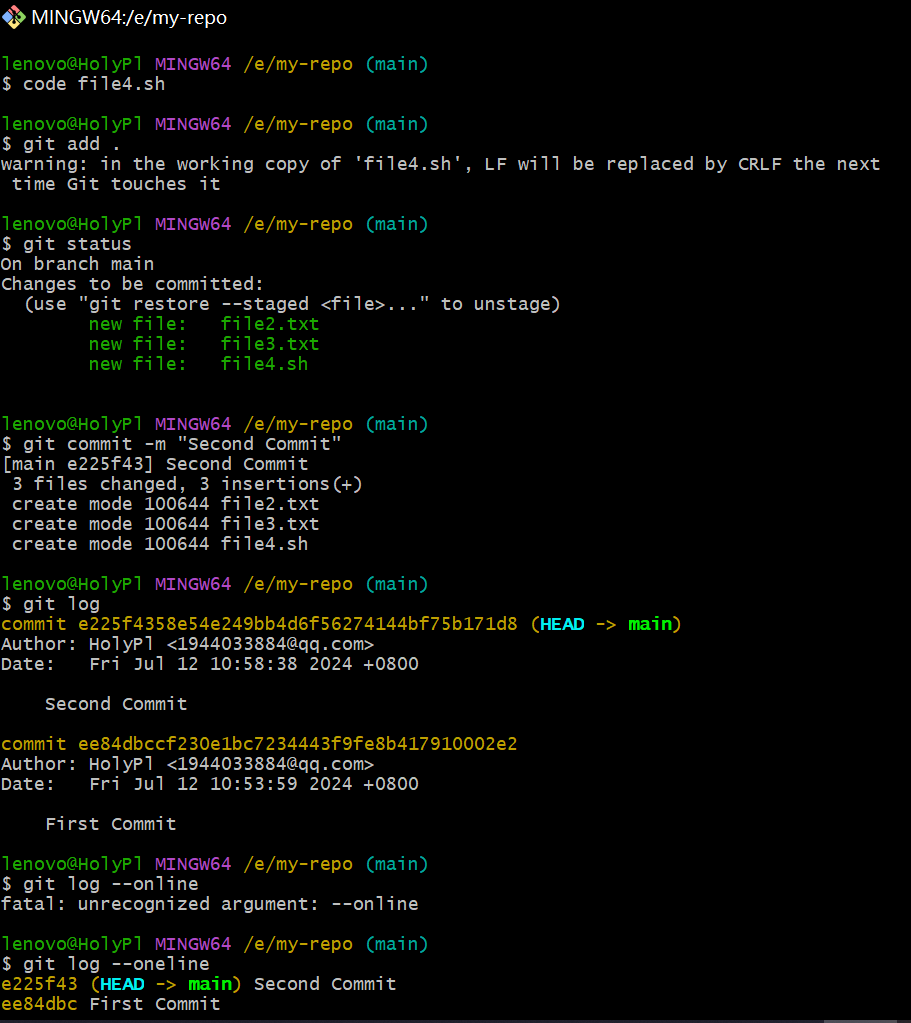 MINGW64:/e/my-repo
lenovo@HolyPl MINGW64 /e/my-repo (main)
$ code file4.sh
lenovo@HolyPl MINGW64 /e/my-repo (main)
$ git add .
warning: in the working copy of 'file4.sh', LF will be replaced by CRLF the next
 time Git touches it
lenovo@HolyPl MINGW64 /e/my-repo (main)
$ git status
On branch main
Changes to be committed:
  (use "git restore --staged <file>..." to unstage)
        new file:   file2.txt
        new file:   file3.txt
        new file:   file4.sh
lenovo@HolyPl MINGW64 /e/my-repo (main)
$ git commit -m "Second Commit"
[main e225f43] Second Commit
 3 files changed, 3 insertions(+)
 create mode 100644 file2.txt
 create mode 100644 file3.txt
 create mode 100644 file4.sh
lenovo@HolyPl MINGW64 /e/my-repo (main)
$ git log
commit e225f4358e54e249bb4d6f56274144bf75b171d8 (HEAD -> main)
Author: HolyPl <1944033884@qq.com>
Date:   Fri Jul 12 10:58:38 2024 +0800
    Second Commit
commit ee84dbccf230e1bc7234443f9fe8b417910002e2
Author: HolyPl <1944033884@qq.com>
Date:   Fri Jul 12 10:53:59 2024 +0800
    First Commit
lenovo@HolyPl MINGW64 /e/my-repo (main)
$ git log --online
fatal: unrecognized argument: --online
lenovo@HolyPl MINGW64 /e/my-repo (main)
$ git log --oneline
e225f43 (HEAD -> main) Second Commit
ee84dbc First Commit